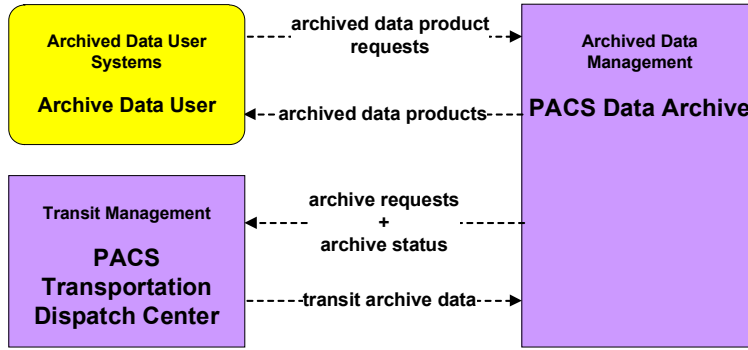 Archived Data User
Systems
Archive Data User
archived data product
requests
archived data products
Archived Data
Management
PACS Data Archive
Transit Management
PACS
Transportation
Dispatch Center
archive requests
+
archive status
transit archive data